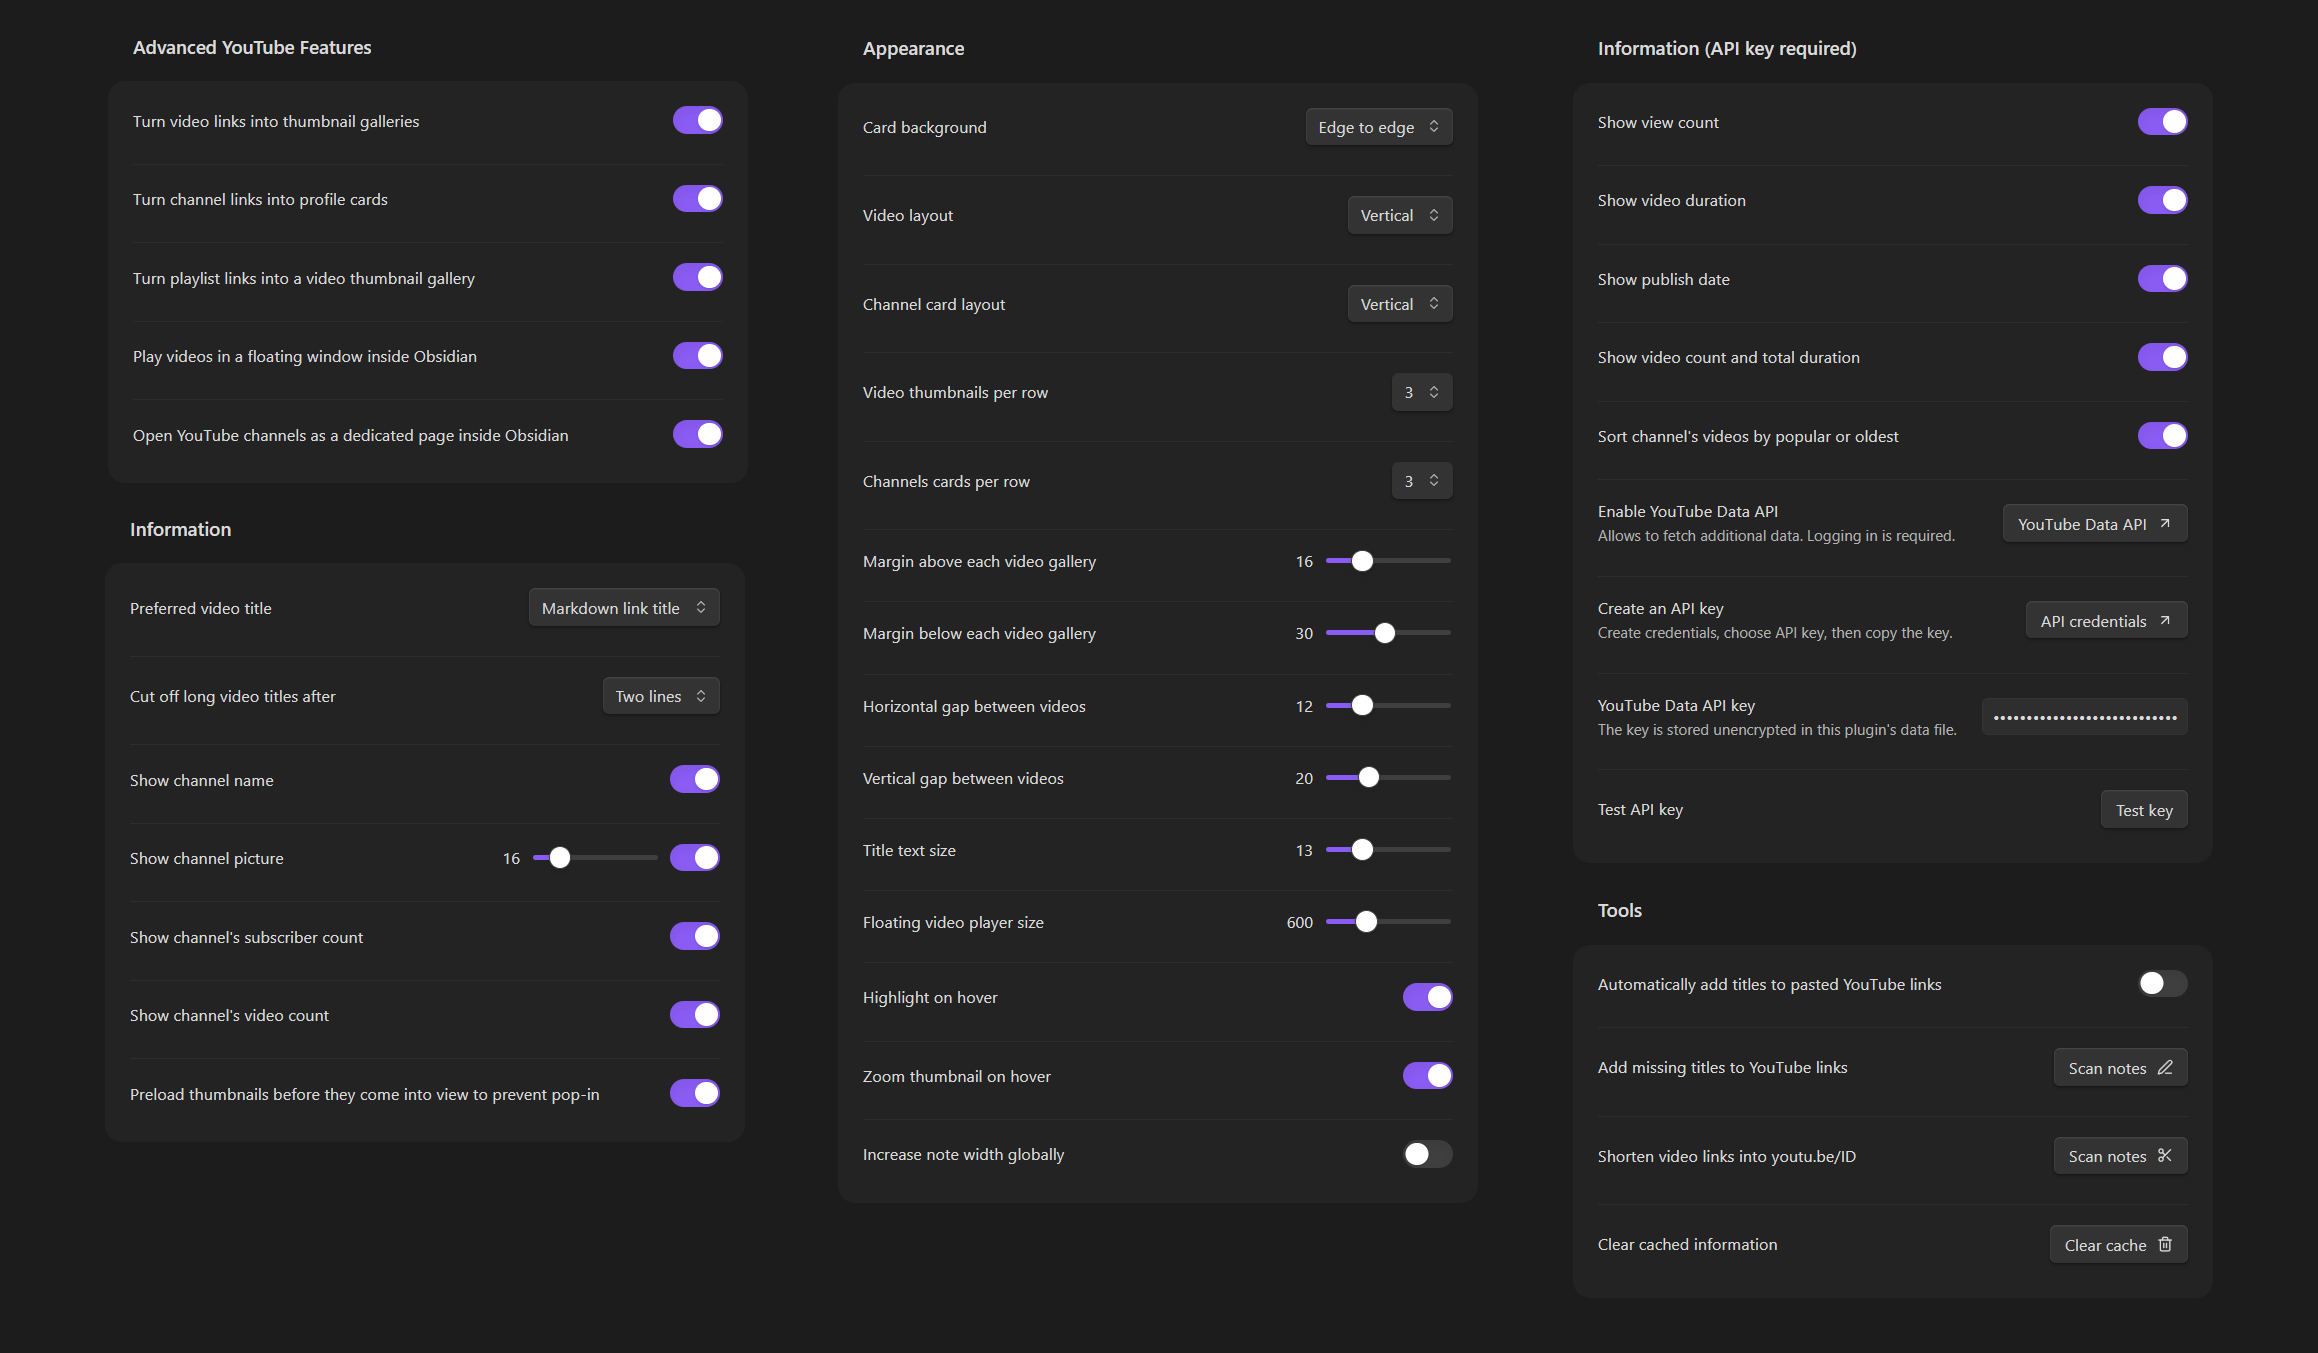 Advanced YouTube Features
Turn video links into thumbnail galleries
Turn channel links into profile cards
Turn playlist links into a video thumbnail gallery
Play videos in a floating window inside Obsidian
Open YouTube channels as a dedicated page inside Obsidian
Information
Preferred video title
Markdown link title
Cut off long video titles after
Two lines
Show channel name
Show channel picture
16
Show channel's subscriber count
Show channel's video count
Preload thumbnails before they come into view to prevent pop-in
Appearance
Card background
Edge to edge
Video layout
Vertical
Channel card layout
Vertical
Video thumbnails per row
3
Channels cards per row
3
Margin above each video gallery
16
Margin below each video gallery
30
Horizontal gap between videos
12
Vertical gap between videos
20
Title text size
13
Floating video player size
600
Highlight on hover
Zoom thumbnail on hover
Increase note width globally
Information (API key required)
Show view count
Show video duration
Show publish date
Show video count and total duration
Sort channel's videos by popular or oldest
Enable YouTube Data API
Allows to fetch additional data. Logging in is required.
YouTube Data API
Create an API key
Create credentials, choose API key, then copy the key.
API credentials
YouTube Data API key
The key is stored unencrypted in this plugin's data file.
Test API key
Test key
Tools
Automatically add titles to pasted YouTube links
Add missing titles to YouTube links
Scan notes
Shorten video links into youtu.be/ID
Scan notes
Clear cached information
Clear cache